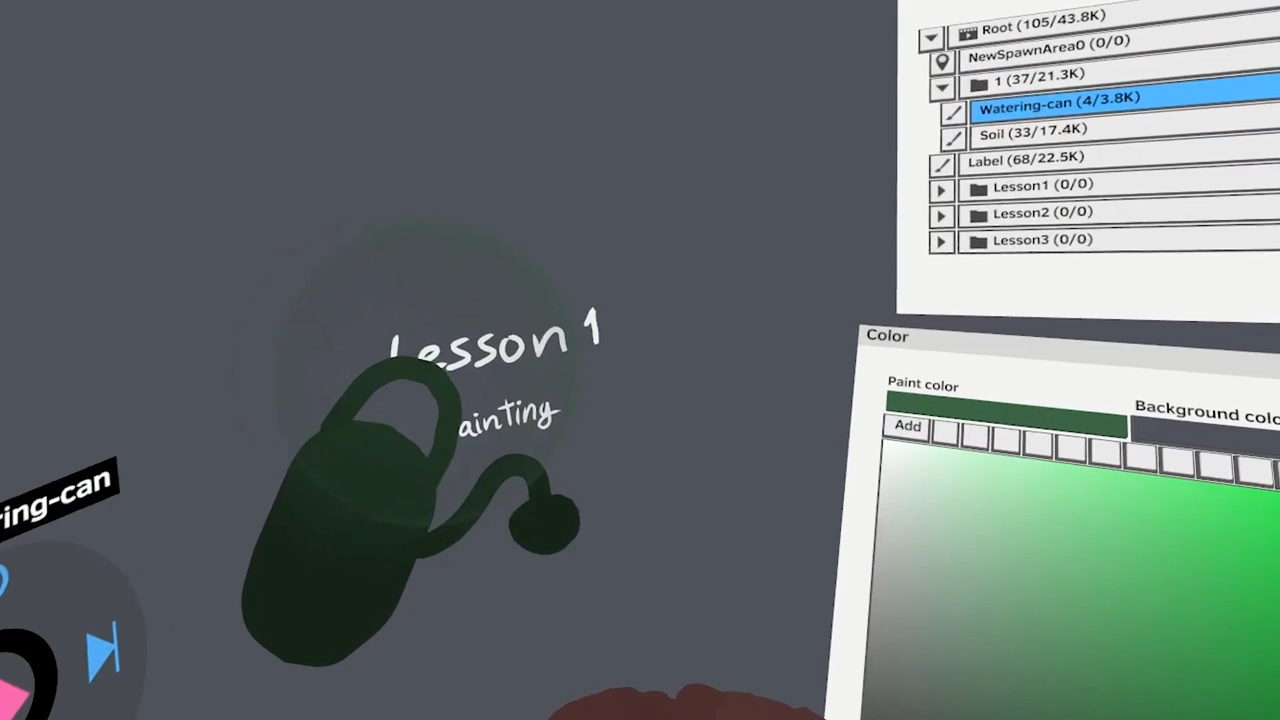 Root (105/43.8K)
NewSpawnArea0 (0/0)
1 (37/21.3K)
Watering-can (4/3.8K)
Soil (33/17.4K)
Label (68/22.5K)
Lesson1 (0/0)
Lesson2 (0/0)
Lesson3 (0/0)
Lesson 1
ainting
ring-can
Color
Paint color
Background colo
Add